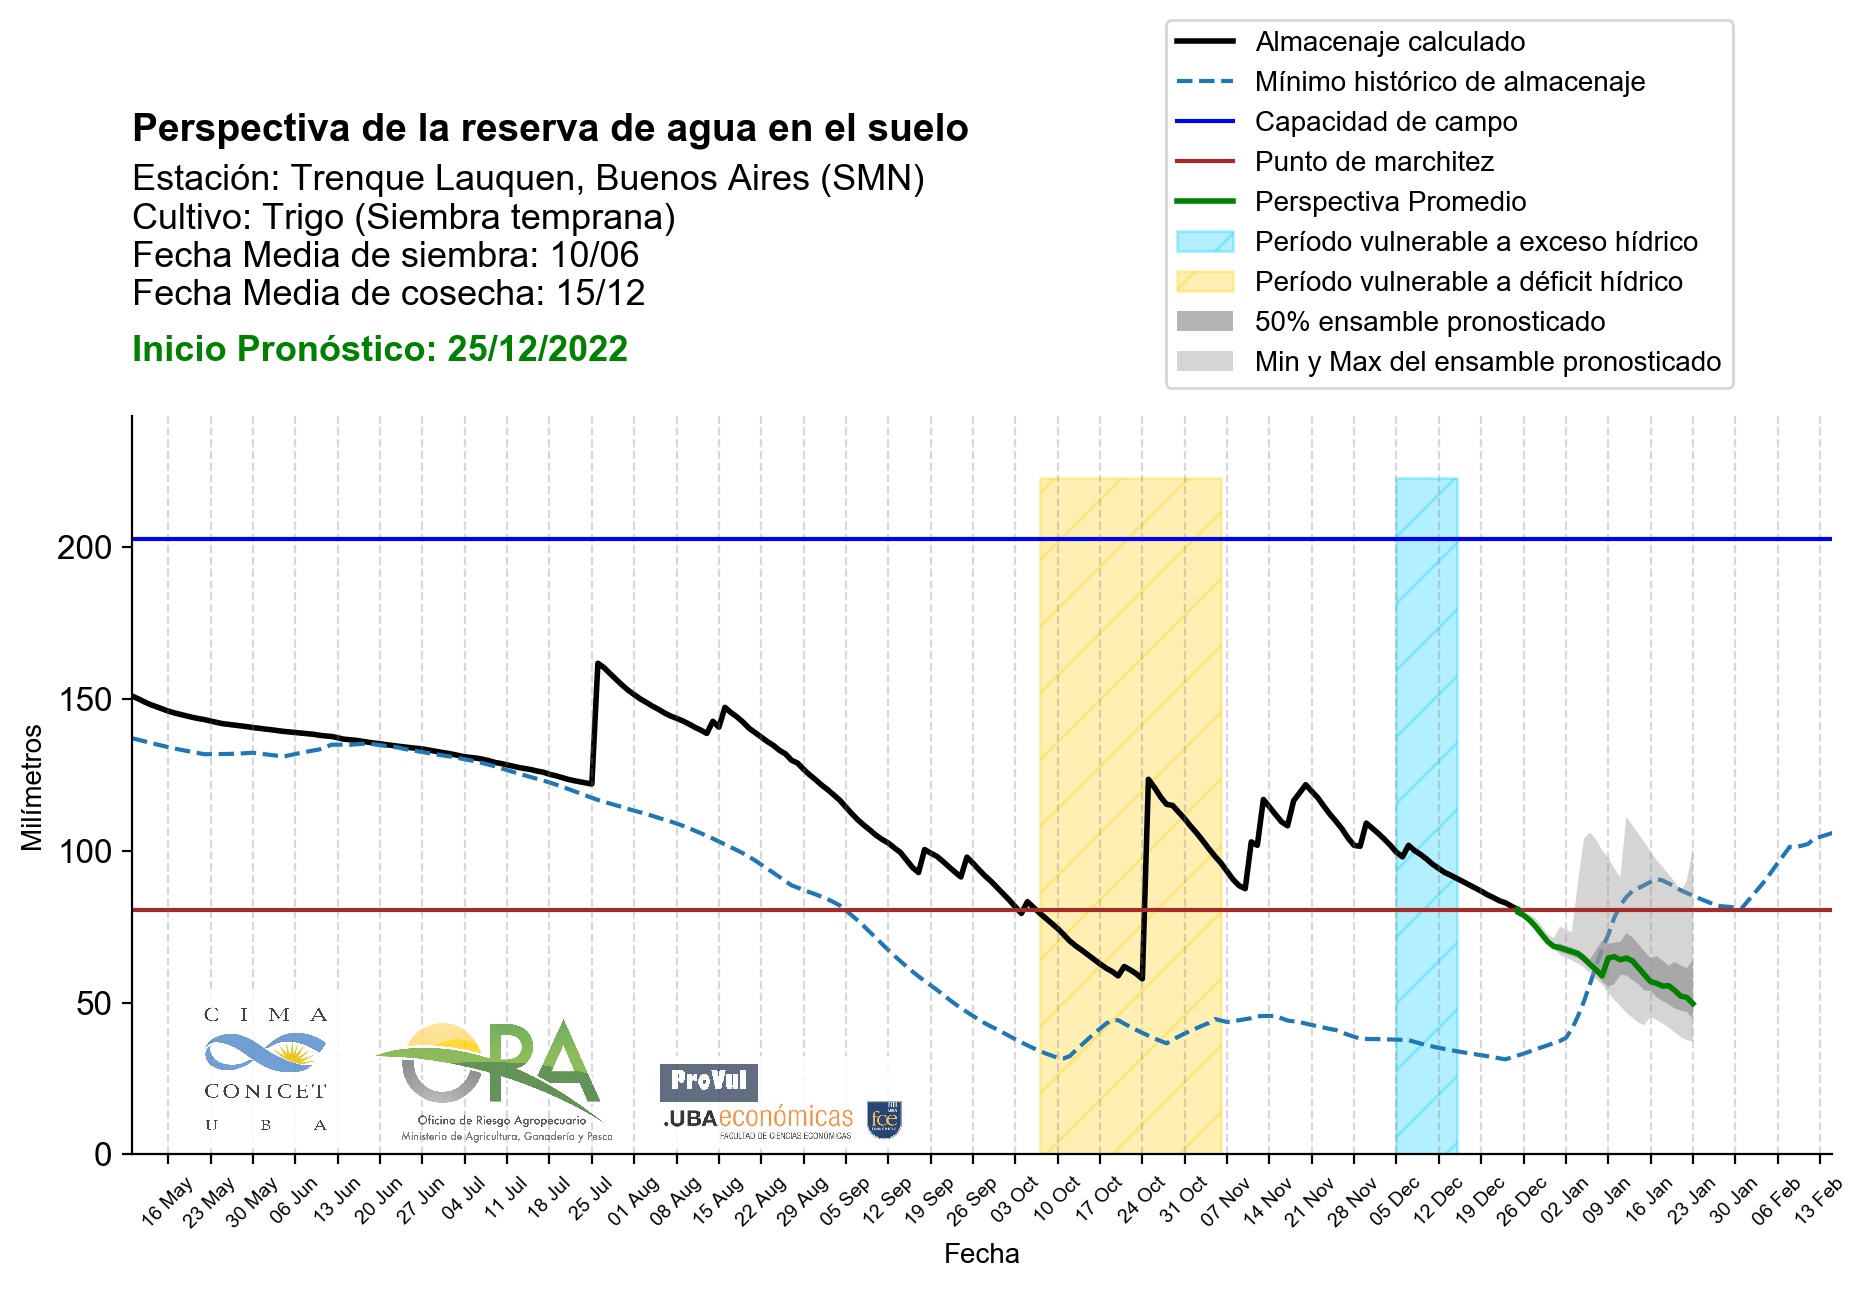 Almacenaje calculado
Mínimo histórico de almacenaje
Capacidad de campo
Punto de marchitez
Perspectiva Promedio
Período vulnerable a exceso hídrico
Período vulnerable a déficit hídrico
50% ensamble pronosticado
Min y Max del ensamble pronosticado
Perspectiva de la reserva de agua en el suelo
Estación: Trenque Lauquen, Buenos Aires (SMN)
Cultivo: Trigo (Siembra temprana)
Fecha Media de siembra: 10/06
Fecha Media de cosecha: 15/12
Inicio Pronóstico: 25/12/2022
Milímetros
200
150
100
50
0
C I M A
CONICET
U B A
ORA
Oficina de Riesgo Agropecuario
Ministerio de Agricultura, Ganadería y Pesca
ProVul
.UBAeconómicas
FACULTAD DE CIENCIAS ECONÓMICAS
UBA
fce
16 May
23 May
30 May
06 Jun
13 Jun
20 Jun
27 Jun
04 Jul
11 Jul
18 Jul
25 Jul
01 Aug
08 Aug
15 Aug
22 Aug
29 Aug
05 Sep
12 Sep
19 Sep
26 Sep
03 Oct
10 Oct
17 Oct
24 Oct
31 Oct
07 Nov
14 Nov
21 Nov
28 Nov
05 Dec
12 Dec
19 Dec
26 Dec
02 Jan
09 Jan
16 Jan
23 Jan
30 Jan
06 Feb
13 Feb
Fecha